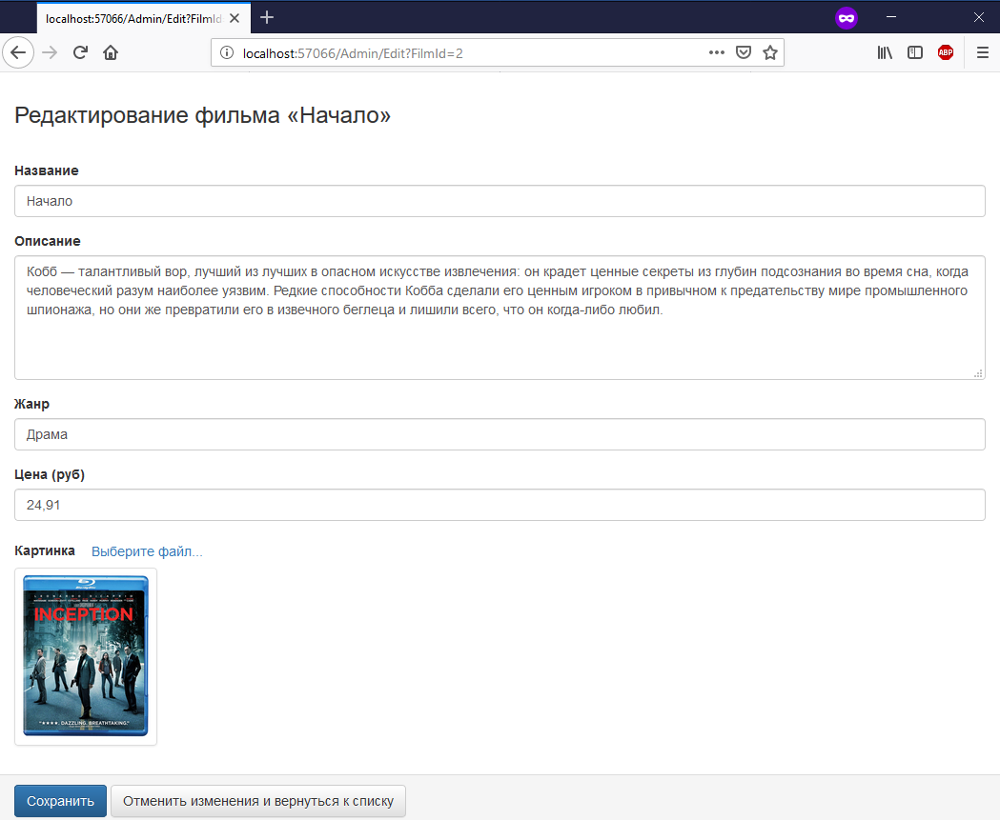 localhost:57066/Admin/Edit?FilmId
localhost:57066/Admin/Edit?FilmId=2
ABP
Редактирование фильма «Начало»
Название
Начало
Описание
Кобб — талантливый вор, лучший из лучших в опасном искусстве извлечения: он крадет ценные секреты из глубин подсознания во время сна, когда
человеческий разум наиболее уязвим. Редкие способности Кобба сделали его ценным игроком в привычном к предательству мире промышленного
шпионажа, но они же превратили его в извечного беглеца и лишили всего, что он когда-либо любил.
Жанр
Драма
Цена (руб)
24,91
Картинка Выберите файл...
LEONARDO DICAPRIO
INCEPTION
"★★★★. DAZZLING. BREATHTAKING."
Сохранить Отменить изменения и вернуться к списку